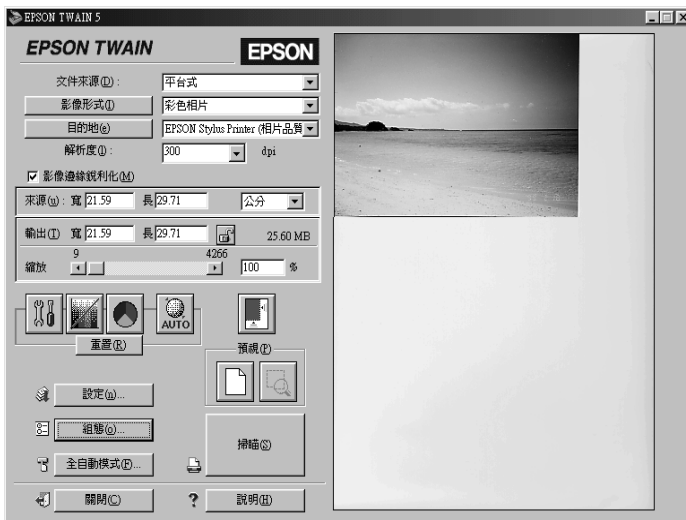 EPSON TWAIN 5
EPSON TWAIN
EPSON
文件來源(D): 平台式
影像形式(I) 彩色相片
目的地(e) EPSON Stylus Printer (相片品質
解析度(I): 300 dpi
影像邊緣銳利化(M)
來源(u): 寬 21.59 長 29.71 公分
輸出(T) 寬 21.59 長 29.71 25.60 MB
9 4266
縮放 100 %
AUTO
重置(R)
預視(P)
設定(n)...
組態(o)...
掃瞄(S)
全自動模式(F)...
關閉(C)
? 說明(H)